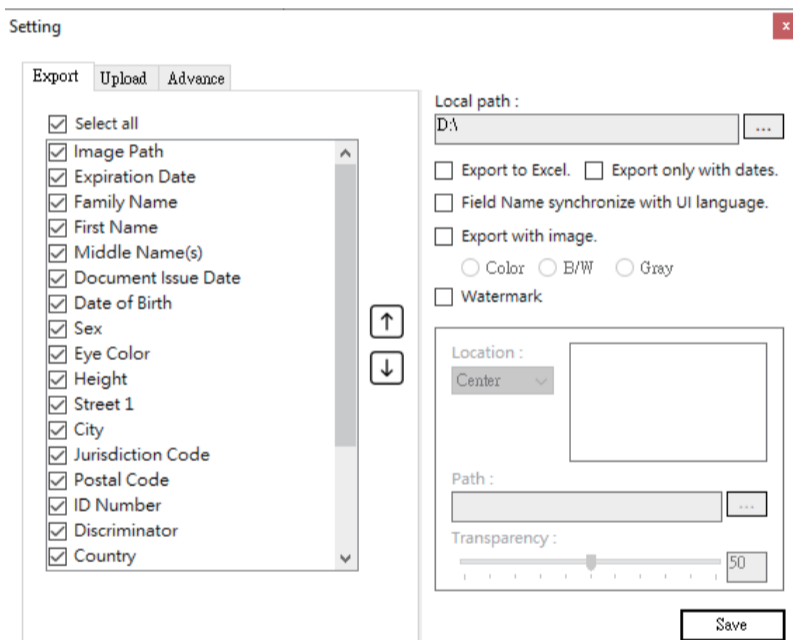 Setting
x
Export Upload Advance
Select all
Image Path
Expiration Date
Family Name
First Name
Middle Name(s)
Document Issue Date
Date of Birth
Sex
Eye Color
Height
Street 1
City
Jurisdiction Code
Postal Code
ID Number
Discriminator
Country
Local path :
D:\ ...
Export to Excel. Export only with dates.
Field Name synchronize with UI language.
Export with image.
Color B/W Gray
Watermark
Location :
Center
Path :
...
Transparency :
50
Save